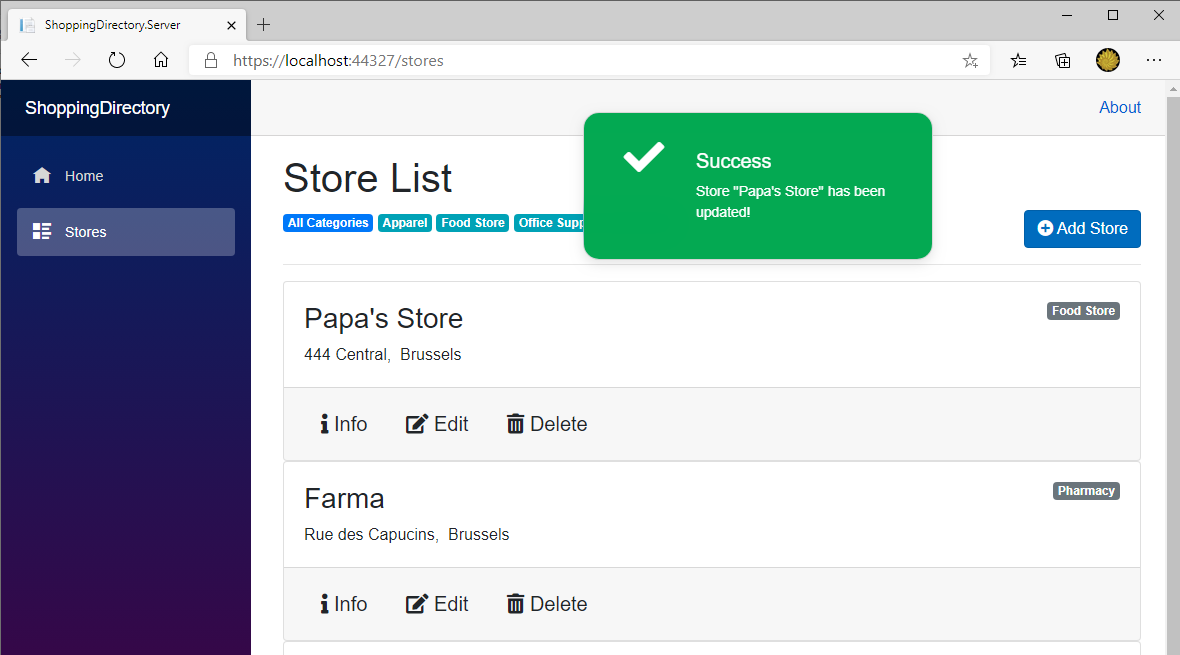 ShoppingDirectory.Server
https://localhost:44327/stores
ShoppingDirectory
About
Home
Stores
Success
Store "Papa's Store" has been
updated!
Store List
All Categories Apparel Food Store Office
Add Store
Papa's Store
Food Store
444 Central, Brussels
Info Edit Delete
Farma
Pharmacy
Rue des Capucins, Brussels
Info Edit Delete